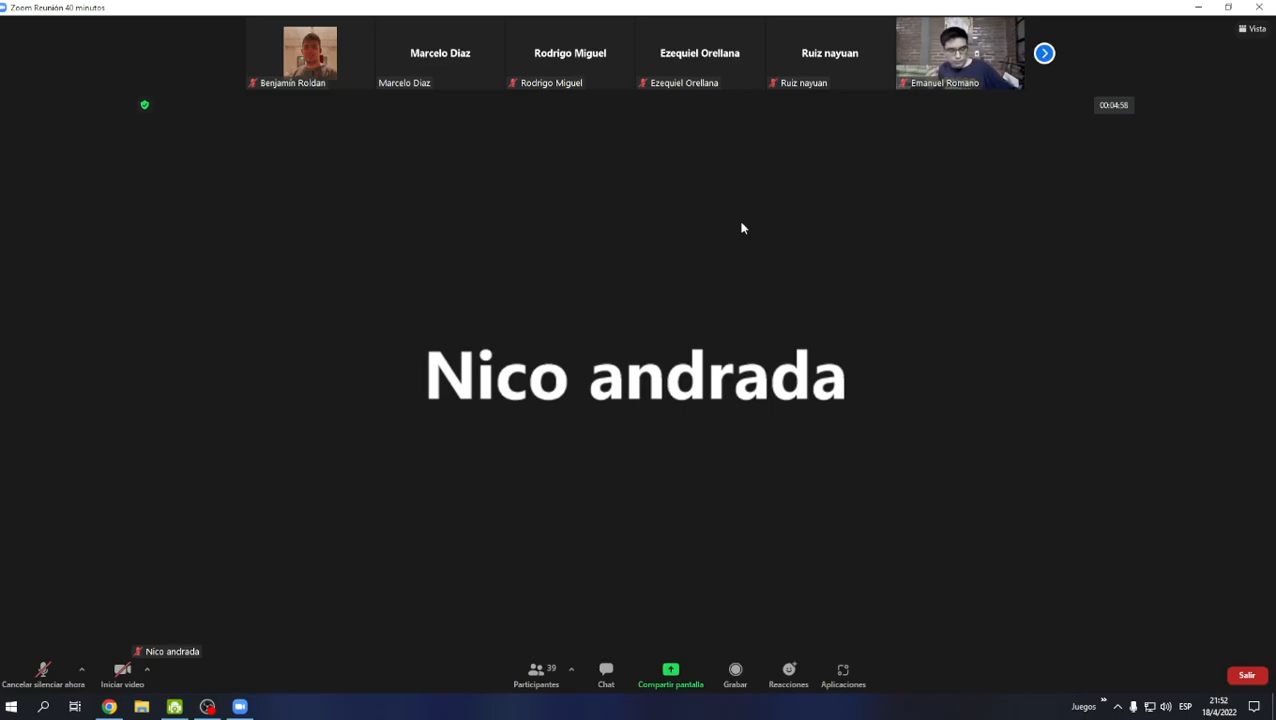 Zoom Reunión 40 minutos
Marcelo Diaz
Rodrigo Miguel
Ezequiel Orellana
Ruiz nayuan
Vista
Benjamín Roldan
Marcelo Diaz
Rodrigo Miguel
Ezequiel Orellana
Ruiz nayuan
Emanuel Romano
00:04:58
Nico andrada
Nico andrada
39
Cancelar silenciar ahora
Iniciar video
Participantes
Chat
Compartir pantalla
Grabar
Reacciones
Aplicaciones
Salir
Juegos
ESP
21:52
18/4/2022